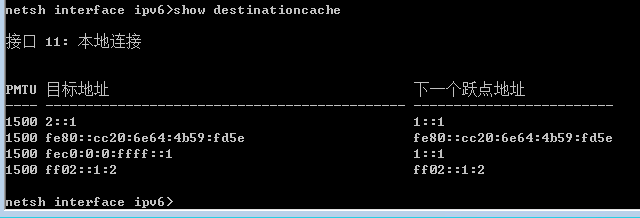 netsh interface ipv6>show destinationcache
接口 11: 本地连接
PMTU 目标地址 下一个跃点地址
---- --------------------------------------------- -------------------------
1500 2::1 1::1
1500 fe80::cc20:6e64:4b59:fd5e fe80::cc20:6e64:4b59:fd5e
1500 fec0:0:0:ffff::1 1::1
1500 ff02::1:2 ff02::1:2
netsh interface ipv6>